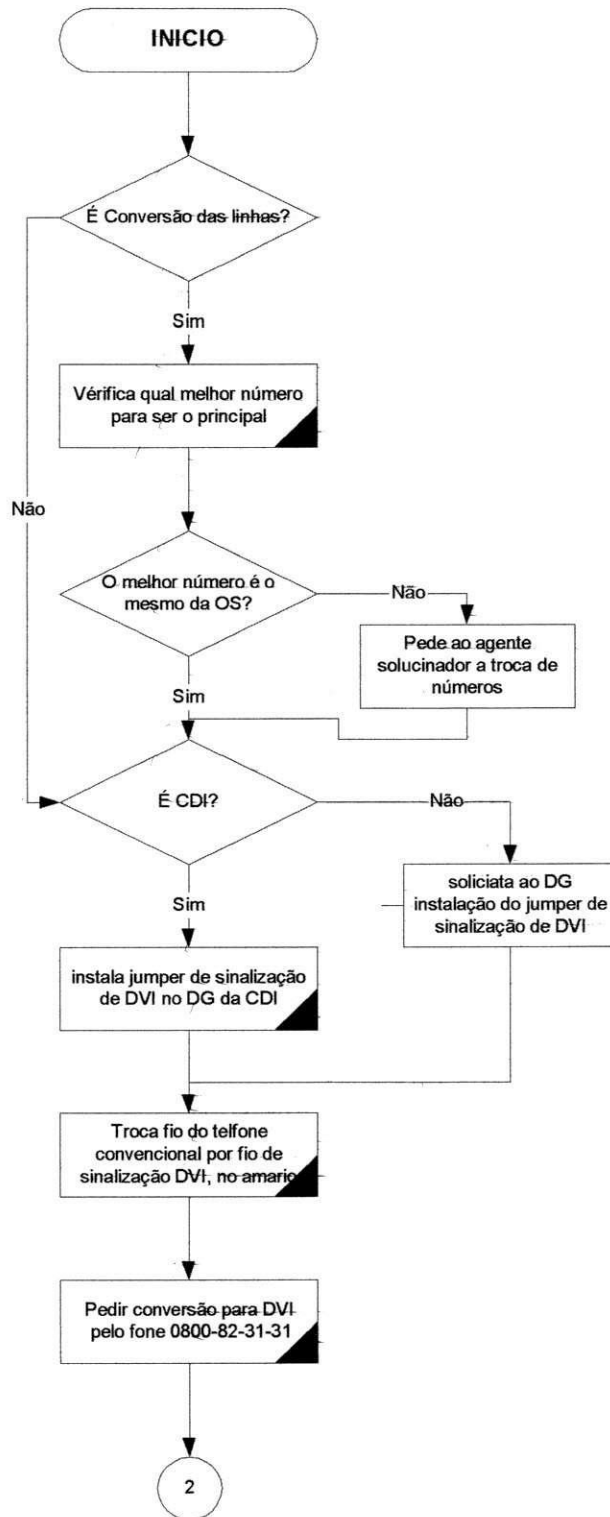 INICIO
É Conversão das linhas?
Sim
Vérifica qual melhor número
para ser o principal
Não
O melhor número é o
mesmo da OS?
Não
Pede ao agente
solucinador a troca de
números
Sim
É CDI?
Não
soliciata ao DG
instalação do jumper de
sinalização de DVI
Sim
instala jumper de sinalização
de DVI no DG da CDI
Troca fio do telfone
convencional por fio de
sinalização DVI, no amario
Pedir conversão para DVI
pelo fone 0800-82-31-31
2